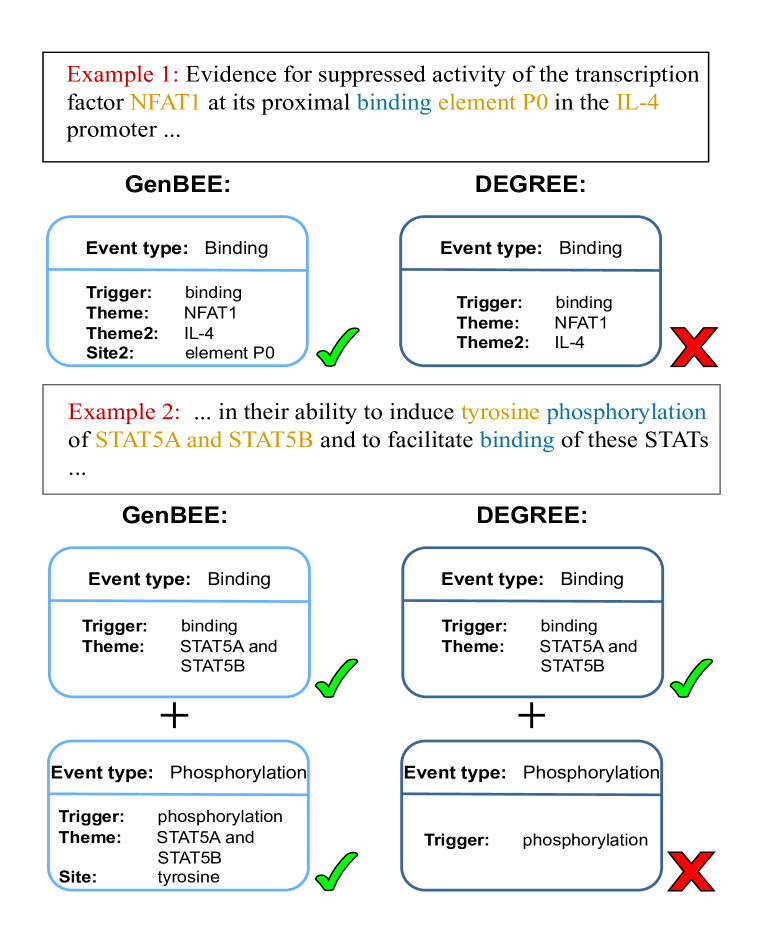 Example 1: Evidence for suppressed activity of the transcription
factor NFAT1 at its proximal binding element P0 in the IL-4
promoter ...
GenBEE:
DEGREE:
Event type: Binding
Trigger: binding
Theme: NFAT1
Theme2: IL-4
Site2: element P0
Event type: Binding
Trigger: binding
Theme: NFAT1
Theme2: IL-4
Example 2: ... in their ability to induce tyrosine phosphorylation
of STAT5A and STAT5B and to facilitate binding of these STATs
...
GenBEE:
DEGREE:
Event type: Binding
Trigger: binding
Theme: STAT5A and
STAT5B
Event type: Binding
Trigger: binding
Theme: STAT5A and
STAT5B
+
+
Event type: Phosphorylation
Trigger: phosphorylation
Theme: STAT5A and
STAT5B
Site: tyrosine
Event type: Phosphorylation
Trigger: phosphorylation